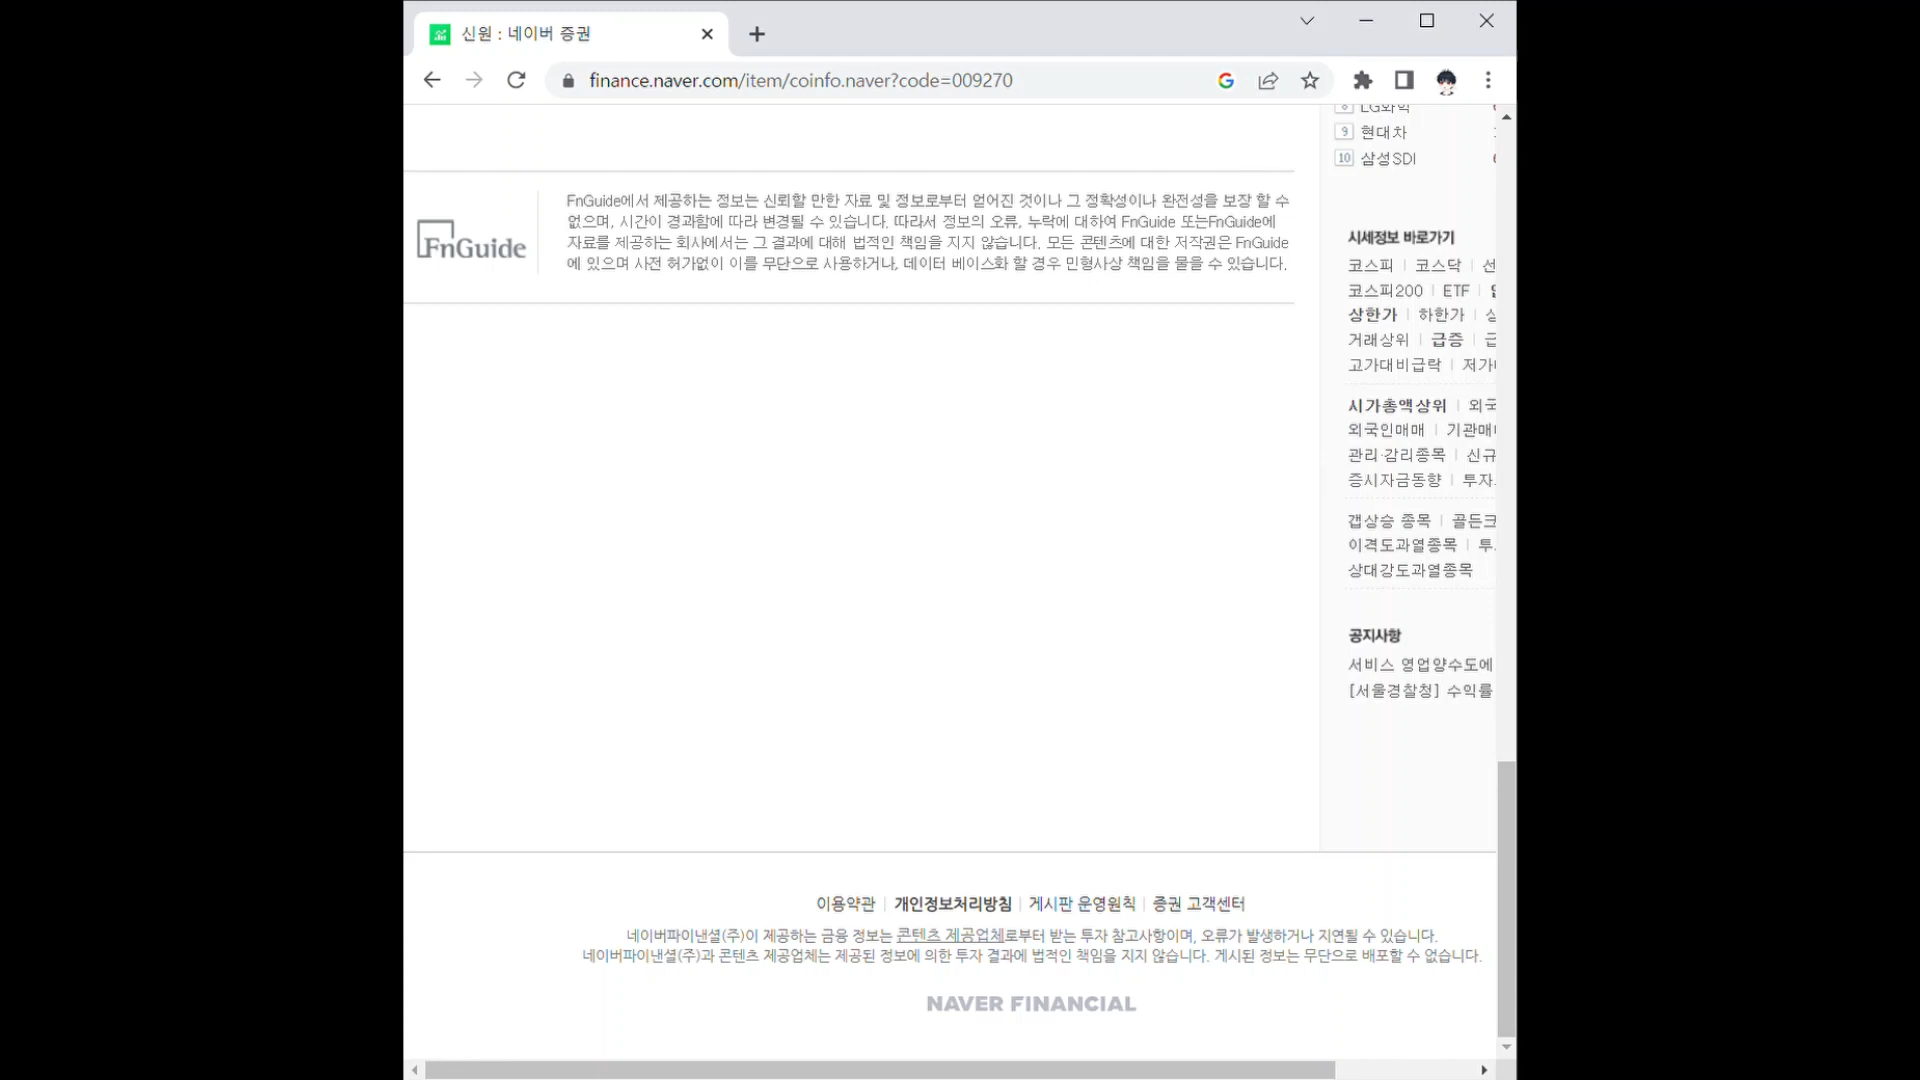 신원 : 네이버 증권
finance.naver.com/item/coinfo.naver?code=009270
8 LG화학
9 현대차
10 삼성SDI
FnGuide
FnGuide에서 제공하는 정보는 신뢰할 만한 자료 및 정보로부터 얻어진 것이나 그 정확성이나 완전성을 보장 할 수
없으며, 시간이 경과함에 따라 변경될 수 있습니다. 따라서 정보의 오류, 누락에 대하여 FnGuide 또는FnGuide에
자료를 제공하는 회사에서는 그 결과에 대해 법적인 책임을 지지 않습니다. 모든 콘텐츠에 대한 저작권은 FnGuide
에 있으며 사전 허가없이 이를 무단으로 사용하거나, 데이터 베이스화 할 경우 민형사상 책임을 물을 수 있습니다.
시세정보 바로가기
코스피 | 코스닥 | 선
코스피200 | ETF |
상한가 | 하한가 |
거래상위 | 급증 |
고가대비급락 | 저가
시가총액상위 | 외국
외국인매매 | 기관매
관리·감리종목 | 신규
증시자금동향 | 투자
갭상승 종목 | 골든크
이격도과열종목 | 투
상대강도과열종목
공지사항
서비스 영업양수도에
[서울경찰청] 수익률
이용약관 | 개인정보처리방침 | 게시판 운영원칙 | 증권 고객센터
네이버파이낸셜(주)이 제공하는 금융 정보는 콘텐츠 제공업체로부터 받는 투자 참고사항이며, 오류가 발생하거나 지연될 수 있습니다.
네이버파이낸셜(주)과 콘텐츠 제공업체는 제공된 정보에 의한 투자 결과에 법적인 책임을 지지 않습니다. 게시된 정보는 무단으로 배포할 수 없습니다.
NAVER FINANCIAL